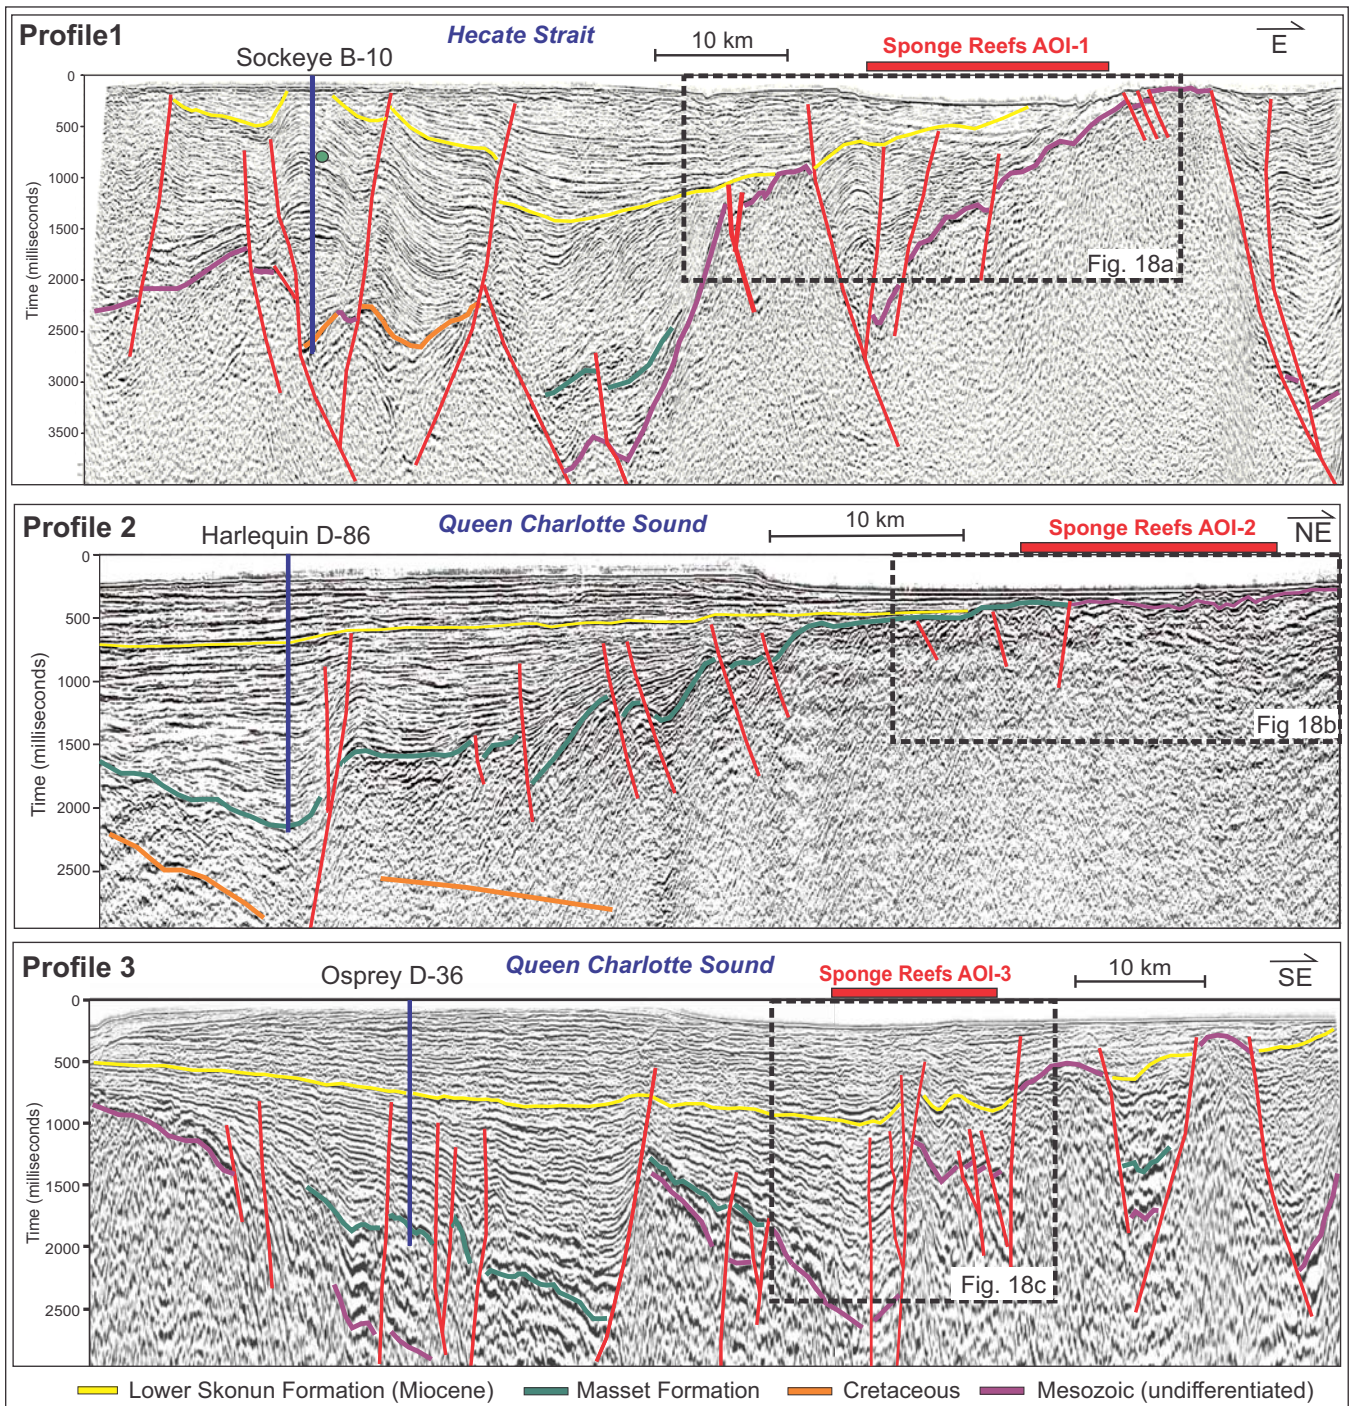 Profile1
Hecate Strait
10 km
Sponge Reefs AOI-1
E
Sockeye B-10
0
500
1000
1500
2000
2500
3000
3500
Time (milliseconds)
Fig. 18a
Profile 2
Harlequin D-86
Queen Charlotte Sound
10 km
Sponge Reefs AOI-2
NE
0
500
1000
1500
2000
2500
Time (milliseconds)
Fig 18b
Profile 3
Osprey D-36
Queen Charlotte Sound
Sponge Reefs AOI-3
10 km
SE
0
500
1000
1500
2000
2500
Time (milliseconds)
Fig. 18c
Lower Skonun Formation (Miocene)
Masset Formation
Cretaceous
Mesozoic (undifferentiated)